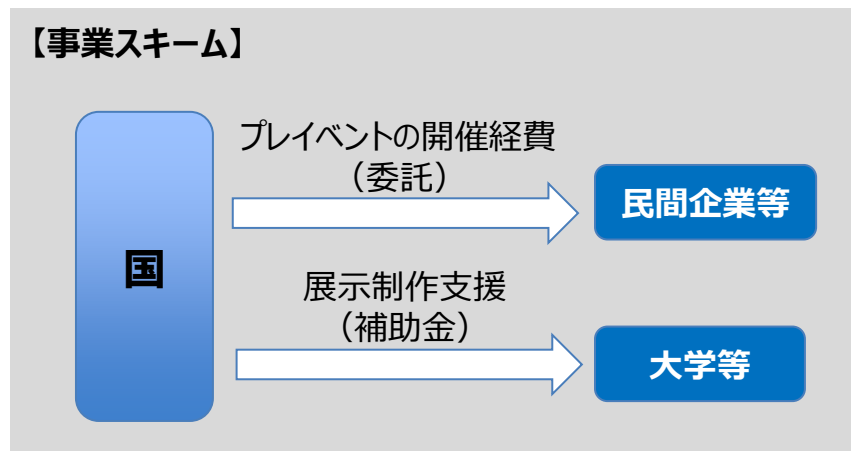 【事業スキーム】
国
プレイベントの開催経費
（委託）
民間企業等
展示制作支援
（補助金）
大学等